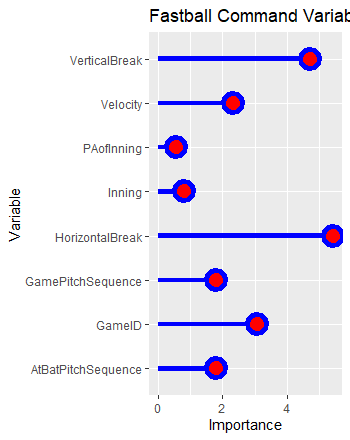 Fastball Command Variab
VerticalBreak
Velocity
PAofInning
Inning
HorizontalBreak
GamePitchSequence
GameID
AtBatPitchSequence
Variable
0 2 4
Importance